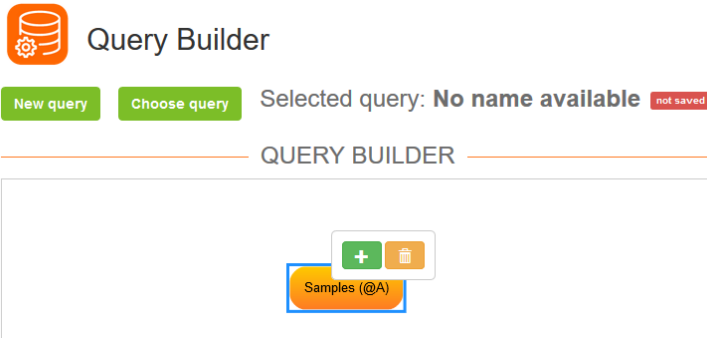 Query Builder
New query Choose query Selected query: No name available not saved
QUERY BUILDER
Samples (@A)